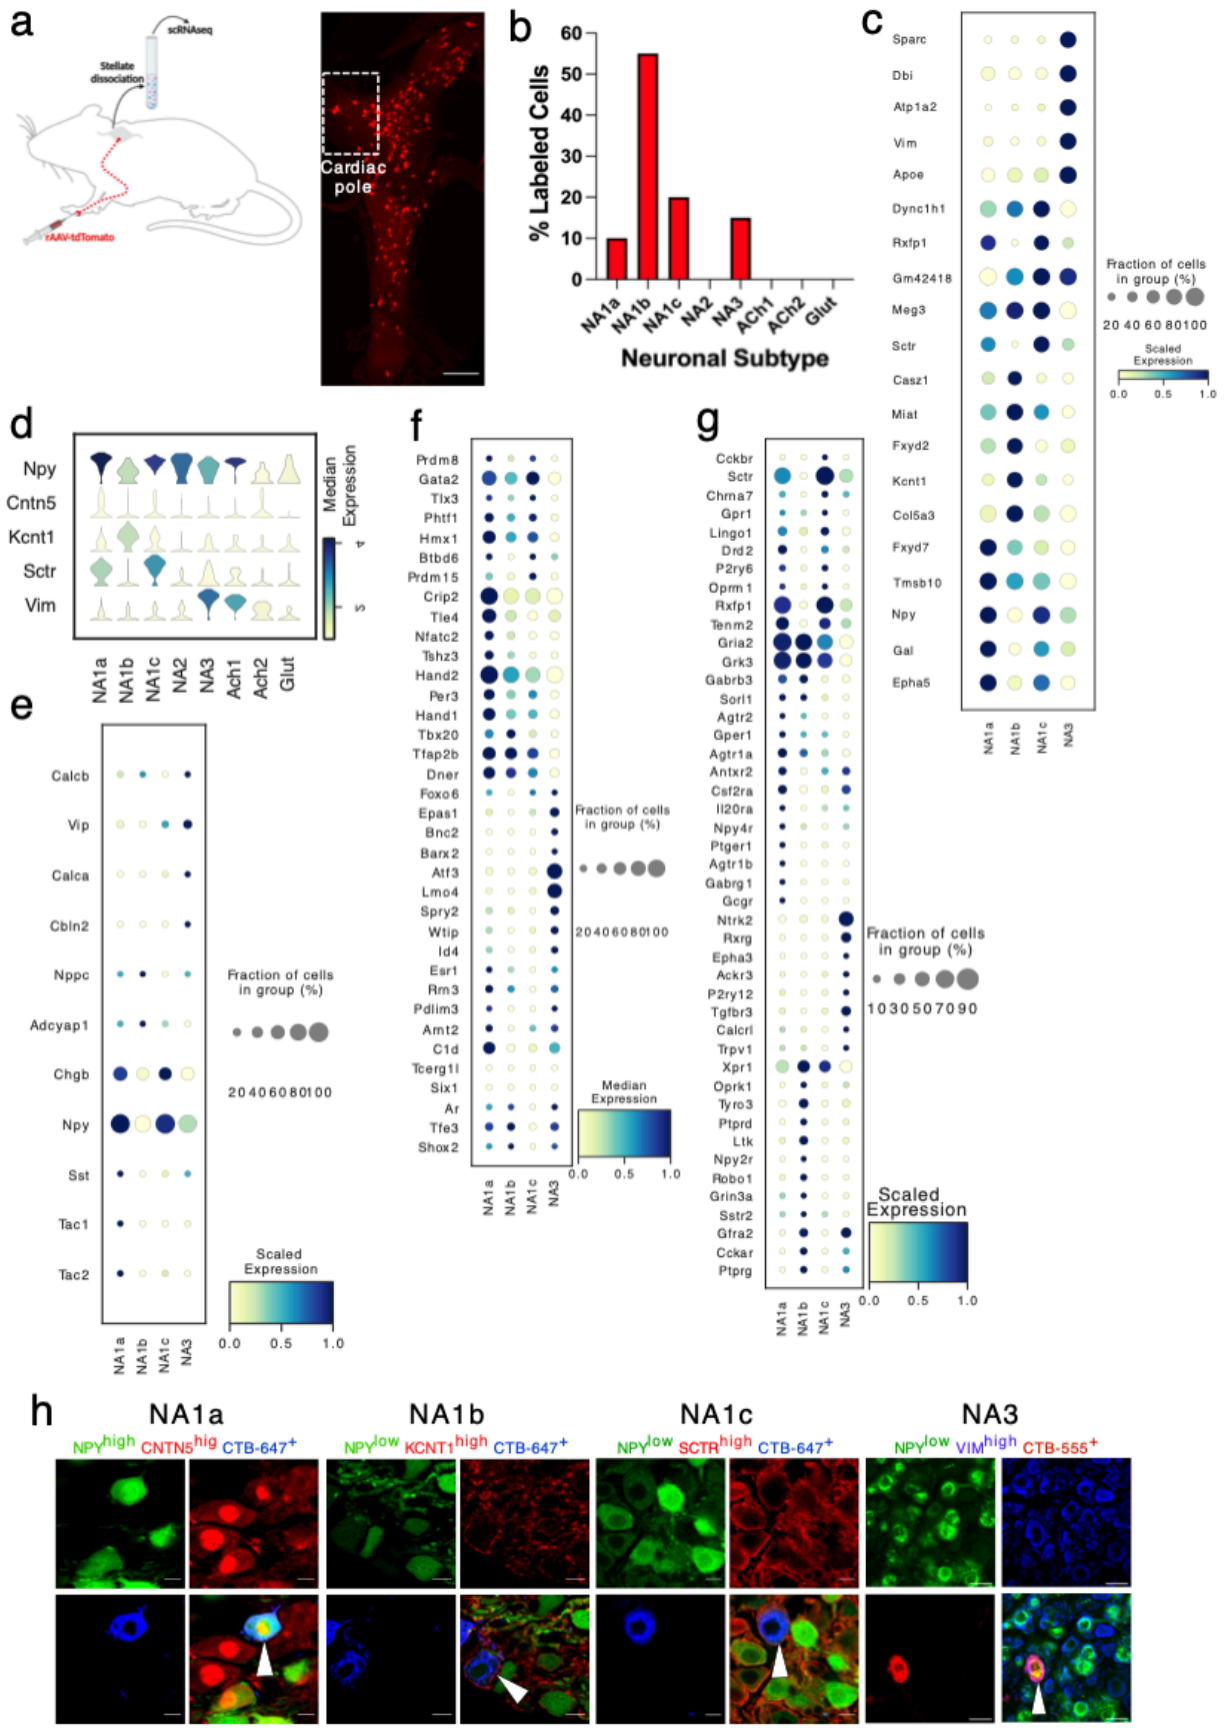 a
scRNAseq
Stellate
dissociation
rAAV-tdTomato
Cardiac
pole
b
% Labeled Cells
60
50
40
30
20
10
0
NA1a
NA1b
NA1c
NA2
NA3
ACh1
ACh2
Glut
Neuronal Subtype
c
Sparc
Dbi
Atp1a2
Vim
Apoe
Dync1h1
Rxfp1
Gm42418
Meg3
Sctr
Casz1
Miat
Fxyd2
Kcnt1
Col5a3
Fxyd7
Tmsb10
Npy
Gal
Epha5
NA1a
NA1b
NA1c
NA3
Fraction of cells
in group (%)
20 40 60 80100
Scaled
Expression
0.0 1.0
d
Npy
Cntn5
Kcnt1
Sctr
Vim
NA1a
NA1b
NA1c
NA2
NA3
Ach1
Ach2
Glut
Median
Expression
4
2
e
Calcb
Vip
Calca
Cbln2
Nppc
Adcyap1
Chgb
Npy
Sst
Tac1
Tac2
NA1a
NA1b
NA1c
NA3
Fraction of cells
in group (%)
20 40 60 80100
Scaled
Expression
0.0 0.5 1.0
f
Prdm8
Gata2
Tlx3
Phtf1
Hmx1
Btbd6
Prdm15
Crip2
Tle4
Nfatc2
Tshz3
Hand2
Per3
Hand1
Tbx20
Tfap2b
Dner
Foxo6
Epas1
Bnc2
Barx2
Atf3
Lmo4
Spry2
Wtip
Id4
Esr1
Rrn3
Pdlim3
Arnt2
C1d
Tcerg1l
Six1
Ar
Tfe3
Shox2
NA1a
NA1b
NA1c
NA3
Fraction of cells
in group (%)
20 40 60 80100
Median
Expression
0.0 0.5 1.0
g
Cckbr
Sctr
Chrna7
Gpr1
Lingo1
Drd2
P2ry6
Oprm1
Rxfp1
Tenm2
Gria2
Grk3
Gabrb3
Sorl1
Agtr2
Gper1
Agtr1a
Antxr2
Csf2ra
Il20ra
Npy4r
Ptger1
Agtr1b
Gabrg1
Gcgr
Ntrk2
Rxrg
Epha3
Ackr3
P2ry12
Tgfbr3
Calcrl
Trpv1
Xpr1
Oprk1
Tyro3
Ptprd
Ltk
Npy2r
Robo1
Grin3a
Sstr2
Gfra2
Cckar
Ptprg
NA1a
NA1b
NA1c
NA3
Fraction of cells
in group (%)
10 30 50 70 90
Scaled
Expression
0.0 0.5 1.0
h
NA1a
NPYhigh CNTN5hig CTB-647+
NA1b
NPYlow KCNT1high CTB-647+
NA1c
NPYlow SCTRhigh CTB-647+
NA3
NPYlow VIMhigh CTB-555+